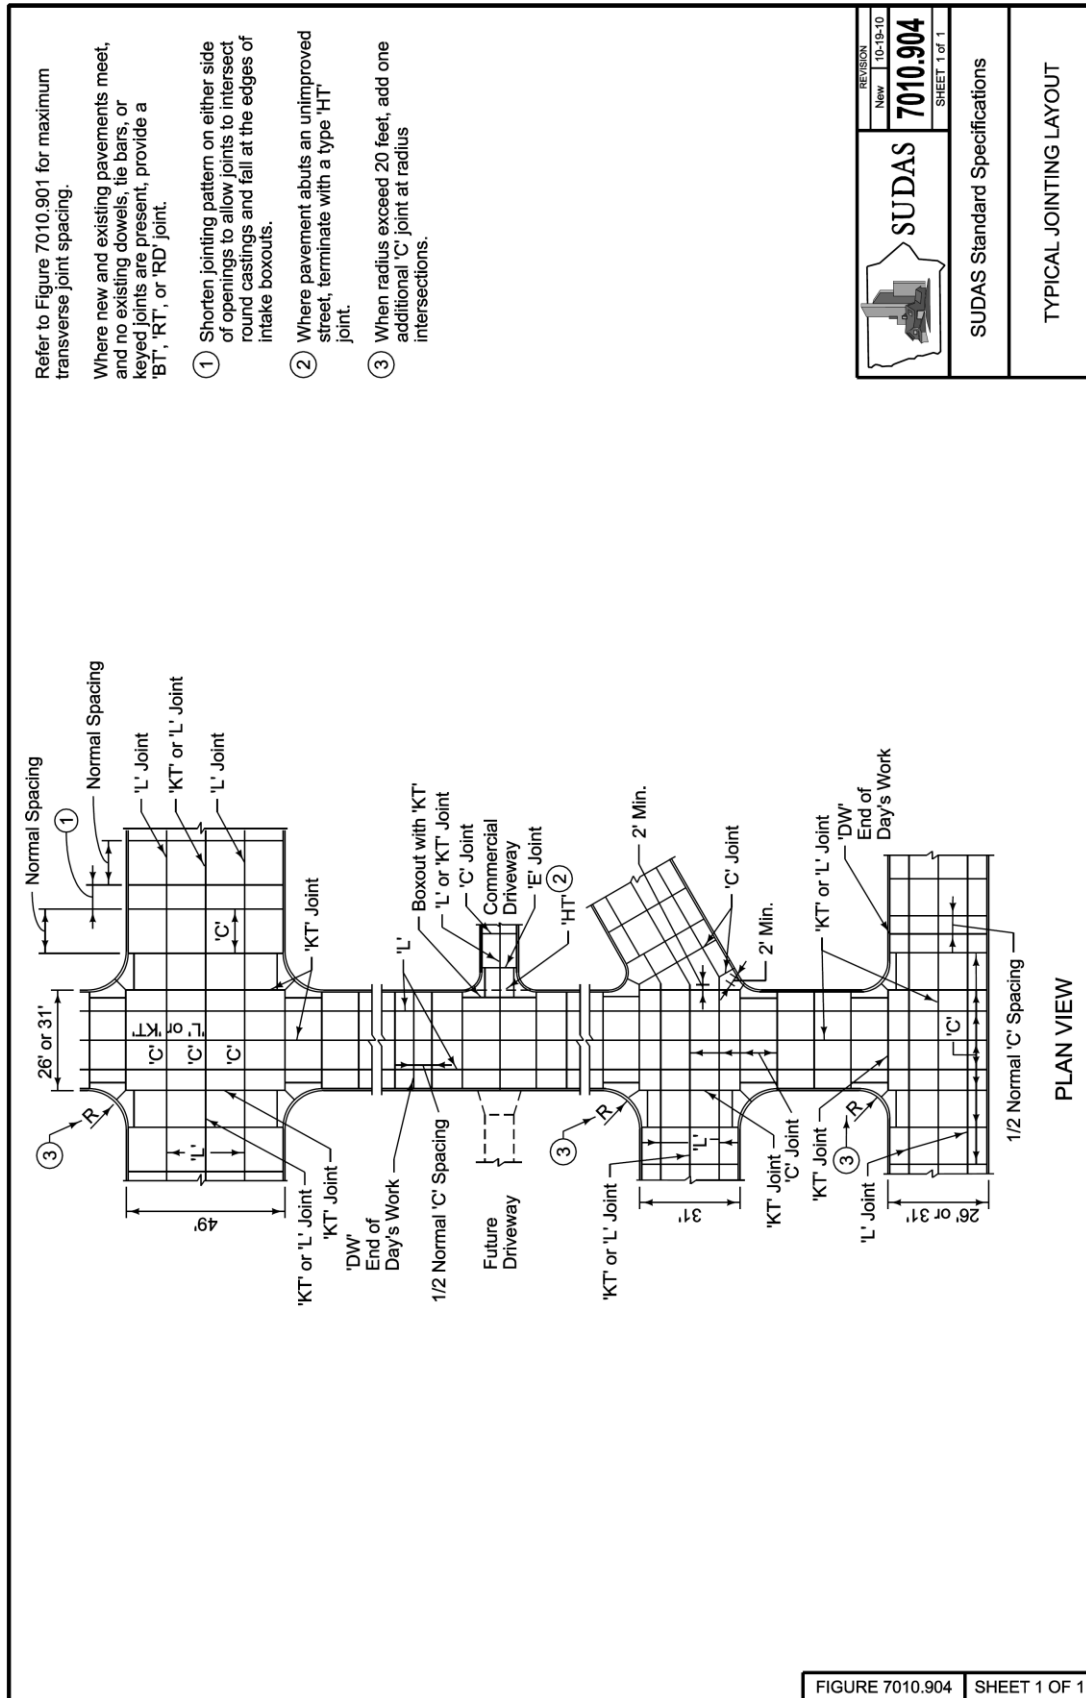 Refer to Figure 7010.901 for maximum
transverse joint spacing.
Where new and existing pavements meet,
and no existing dowels, tie bars, or
keyed joints are present, provide a
'BT', 'RT', or 'RD' joint.
1 Shorten jointing pattern on either side
of openings to allow joints to intersect
round castings and fall at the edges of
intake boxouts.
2 Where pavement abuts an unimproved
street, terminate with a type 'HT'
joint.
3 When radius exceed 20 feet, add one
additional 'C' joint at radius
intersections.
Normal Spacing
1
Normal Spacing
'L' Joint
'KT' or 'L' Joint
'L' Joint
26' or 31'
'C'
'KT' Joint
'L' or 'KT'
'C'
'C'
'C'
3
R
'L'
49'
'KT' or 'L' Joint
'KT' Joint
'DW'
End of
Day's Work
1/2 Normal 'C' Spacing
Future
Driveway
'L'
Boxout with 'KT'
'L' or 'KT' Joint
'C' Joint
Commercial
Driveway
'E' Joint
'HT' 2
2' Min.
'C' Joint
2' Min.
3
R
'L'
31'
'KT' or 'L' Joint
'KT' Joint
'C' Joint
'KT' Joint
3
R
'KT' or 'L' Joint
'DW'
End of
Day's Work
'L' Joint
26' or 31'
'C'
1/2 Normal 'C' Spacing
PLAN VIEW
SUDAS
REVISION
New 10-19-10
7010.904
SHEET 1 of 1
SUDAS Standard Specifications
TYPICAL JOINTING LAYOUT
FIGURE 7010.904 SHEET 1 OF 1